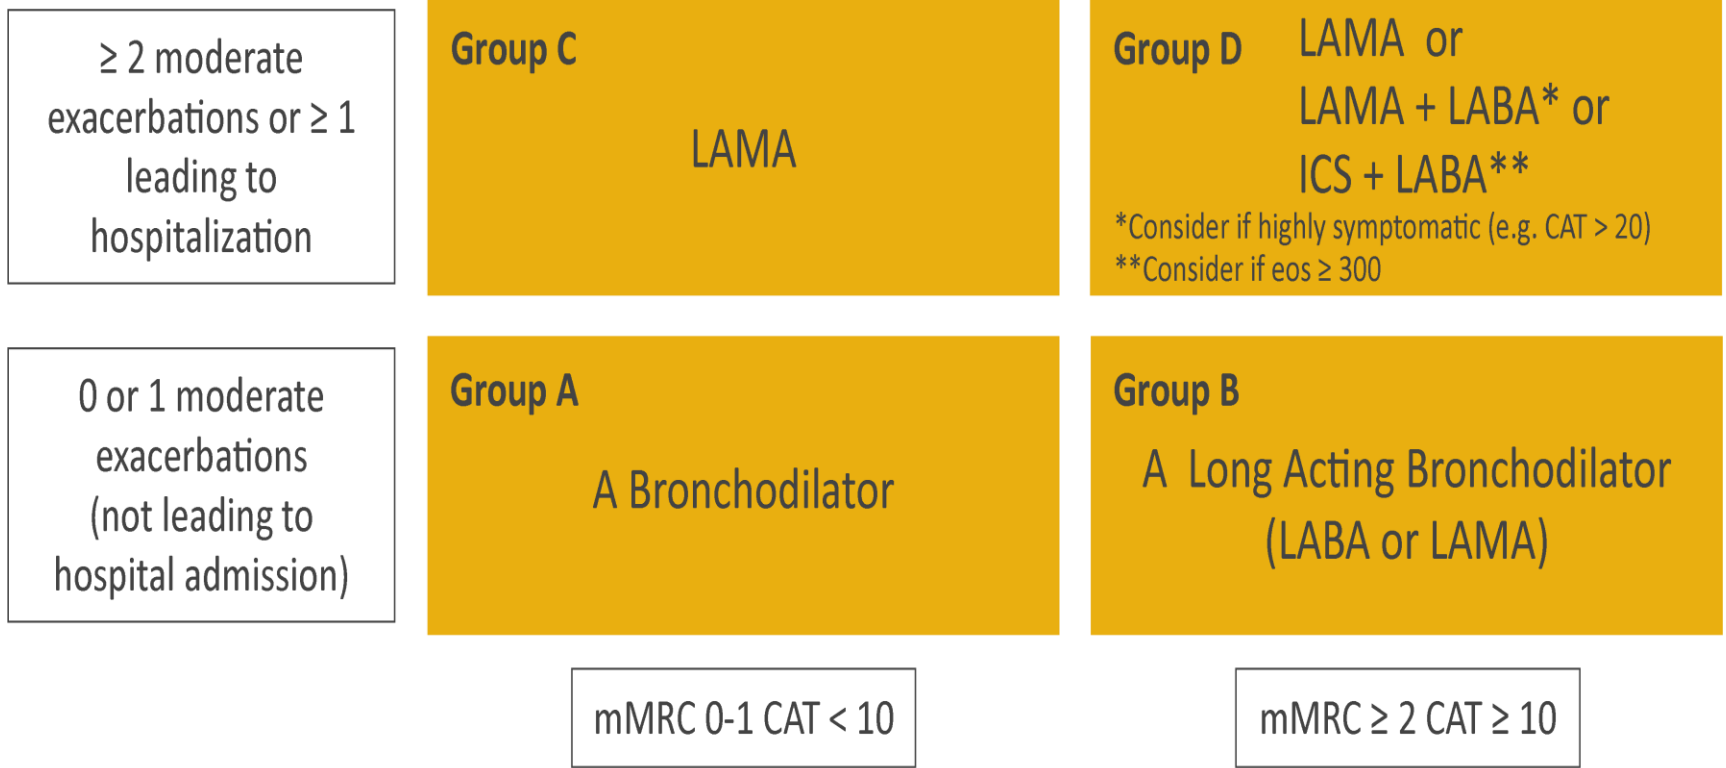 ≥ 2 moderate
exacerbations or ≥ 1
leading to
hospitalization
Group C
LAMA
Group D
LAMA or
LAMA + LABA* or
ICS + LABA**
*Consider if highly symptomatic (e.g. CAT > 20)
**Consider if eos ≥ 300
0 or 1 moderate
exacerbations
(not leading to
hospital admission)
Group A
A Bronchodilator
Group B
A Long Acting Bronchodilator
(LABA or LAMA)
mMRC 0-1 CAT < 10
mMRC ≥ 2 CAT ≥ 10